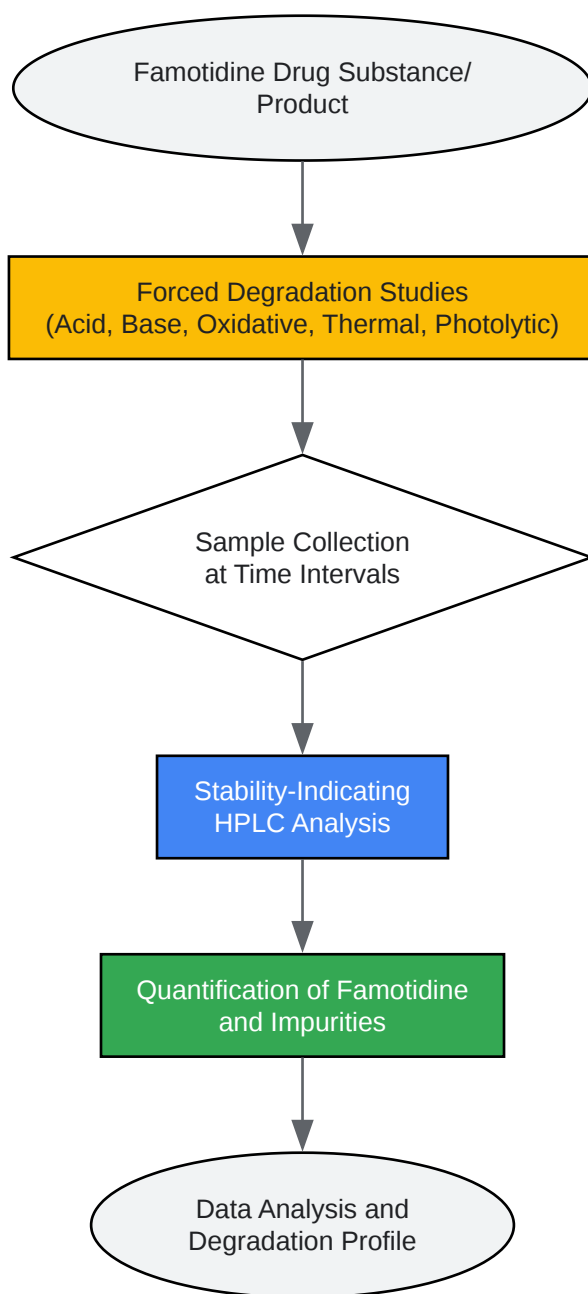 Famotidine Drug Substance/
Product
Forced Degradation Studies
(Acid, Base, Oxidative, Thermal, Photolytic)
Sample Collection
at Time Intervals
Stability-Indicating
HPLC Analysis
Quantification of Famotidine
and Impurities
Data Analysis and
Degradation Profile